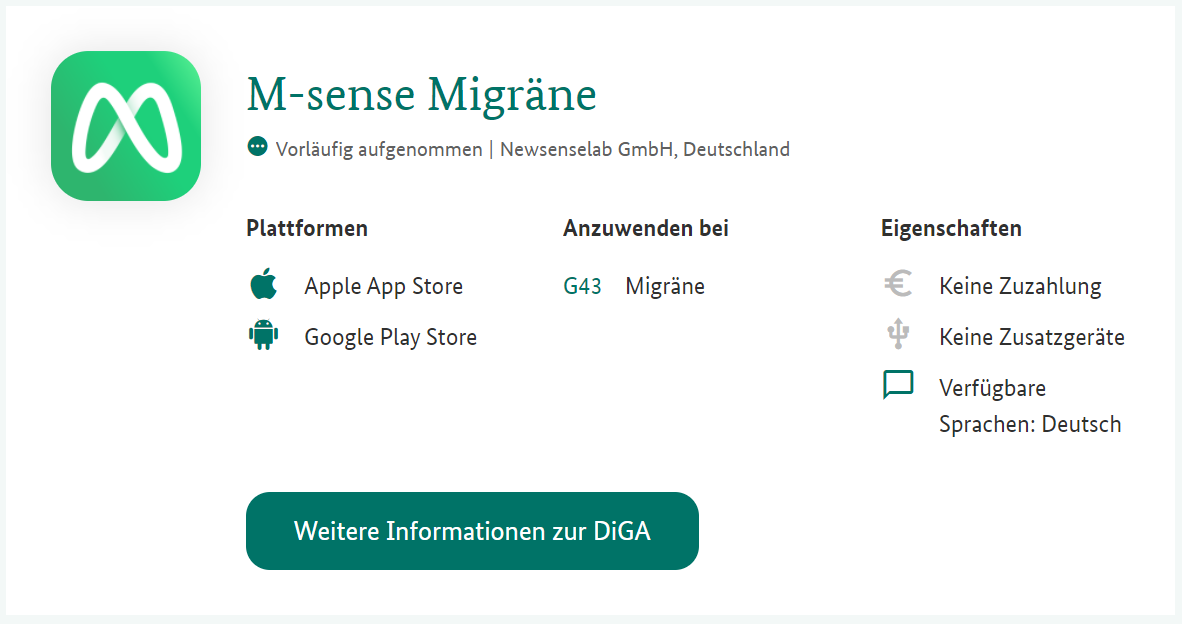 M-sense Migräne
Vorläufig aufgenommen | Newsenselab GmbH, Deutschland
Plattformen
Apple App Store
Google Play Store
Anzuwenden bei
G43 Migräne
Eigenschaften
Keine Zuzahlung
Keine Zusatzgeräte
Verfügbare
Sprachen: Deutsch
Weitere Informationen zur DiGA